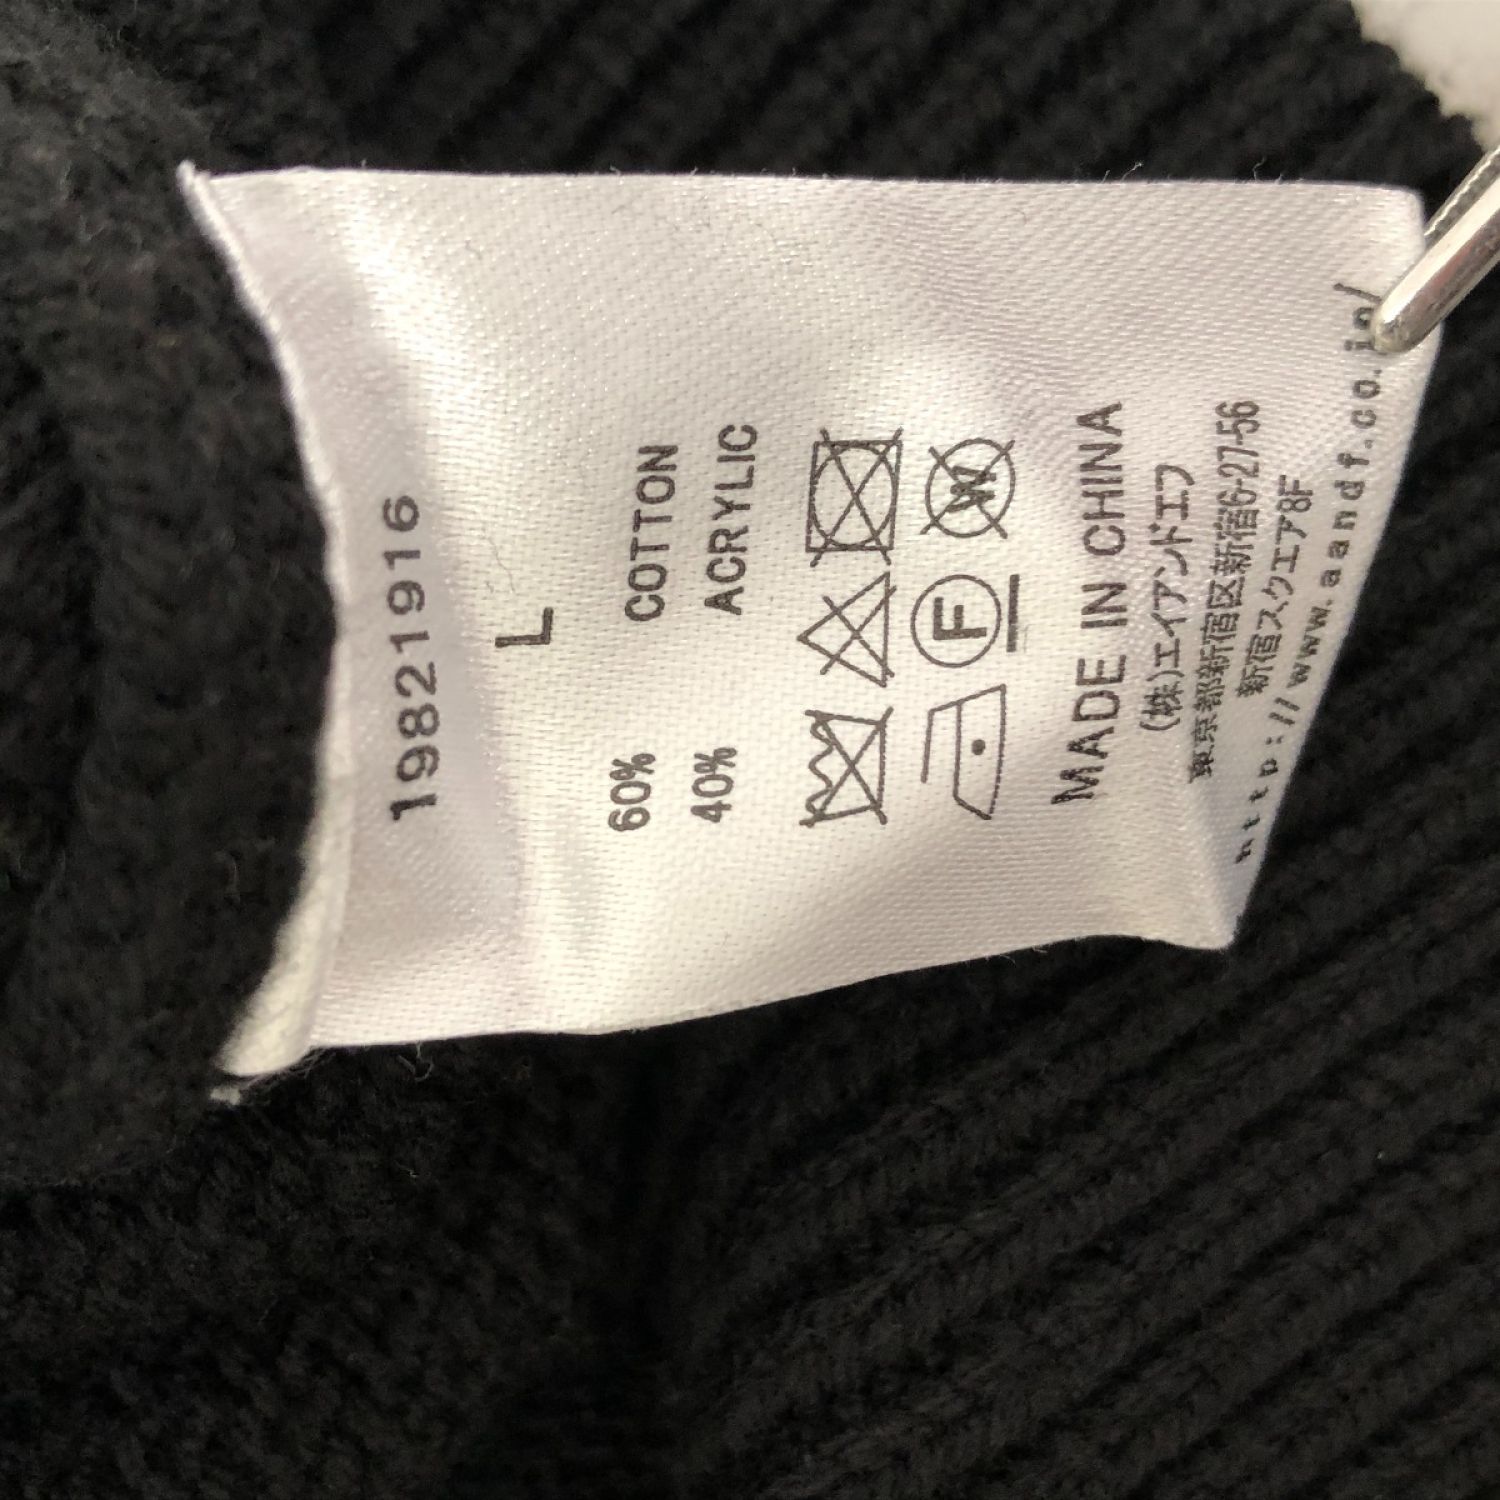 19821916
L
60% COTTON
40% ACRYLIC
W
F
MADE IN CHINA
(株)エイアンドエフ
東京都新宿区新宿6-27-56
新宿スクエア8F
http://www.aandf.co.jp/